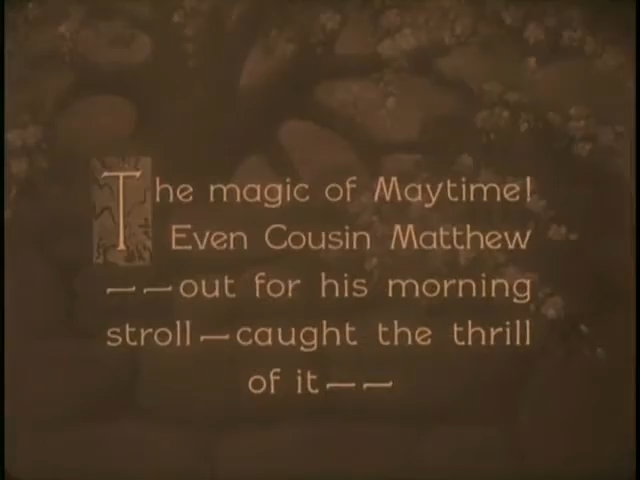 The magic of Maytime!
Even Cousin Matthew
——out for his morning
stroll—caught the thrill
of it——